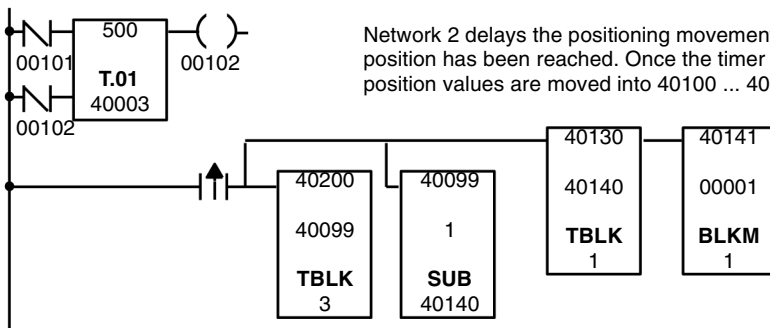 500
00101
T.01
40003
00102
00102
Network 2 delays the positioning
position has been reached. Once the timer
position values are moved into 40100 ...
40200
40099
TBLK
3
40099
1
SUB
40140
40130
40140
TBLK
1
40141
00001
BLKM
1